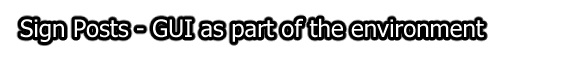 Sign Posts - GUI as part of the environment